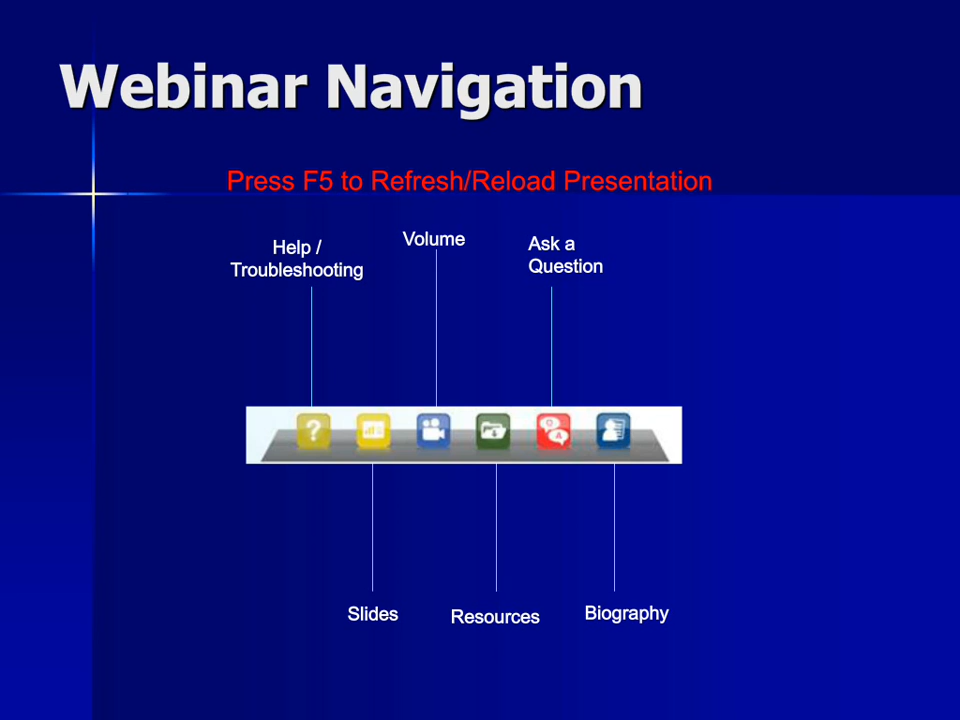 Webinar Navigation
Press F5 to Refresh/Reload Presentation
Help /
Troubleshooting
Volume
Ask a
Question
?
Q
A
Slides
Resources
Biography